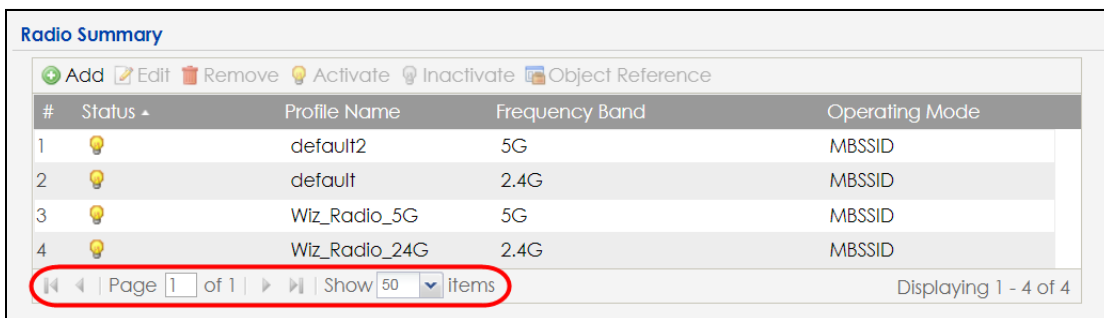 Radio Summary
Add Edit Remove Activate Inactivate Object Reference
# Status Profile Name Frequency Band Operating Mode
1 default2 5G MBSSID
2 default 2.4G MBSSID
3 Wiz_Radio_5G 5G MBSSID
4 Wiz_Radio_24G 2.4G MBSSID
Page 1 of 1 Show 50 items Displaying 1 - 4 of 4